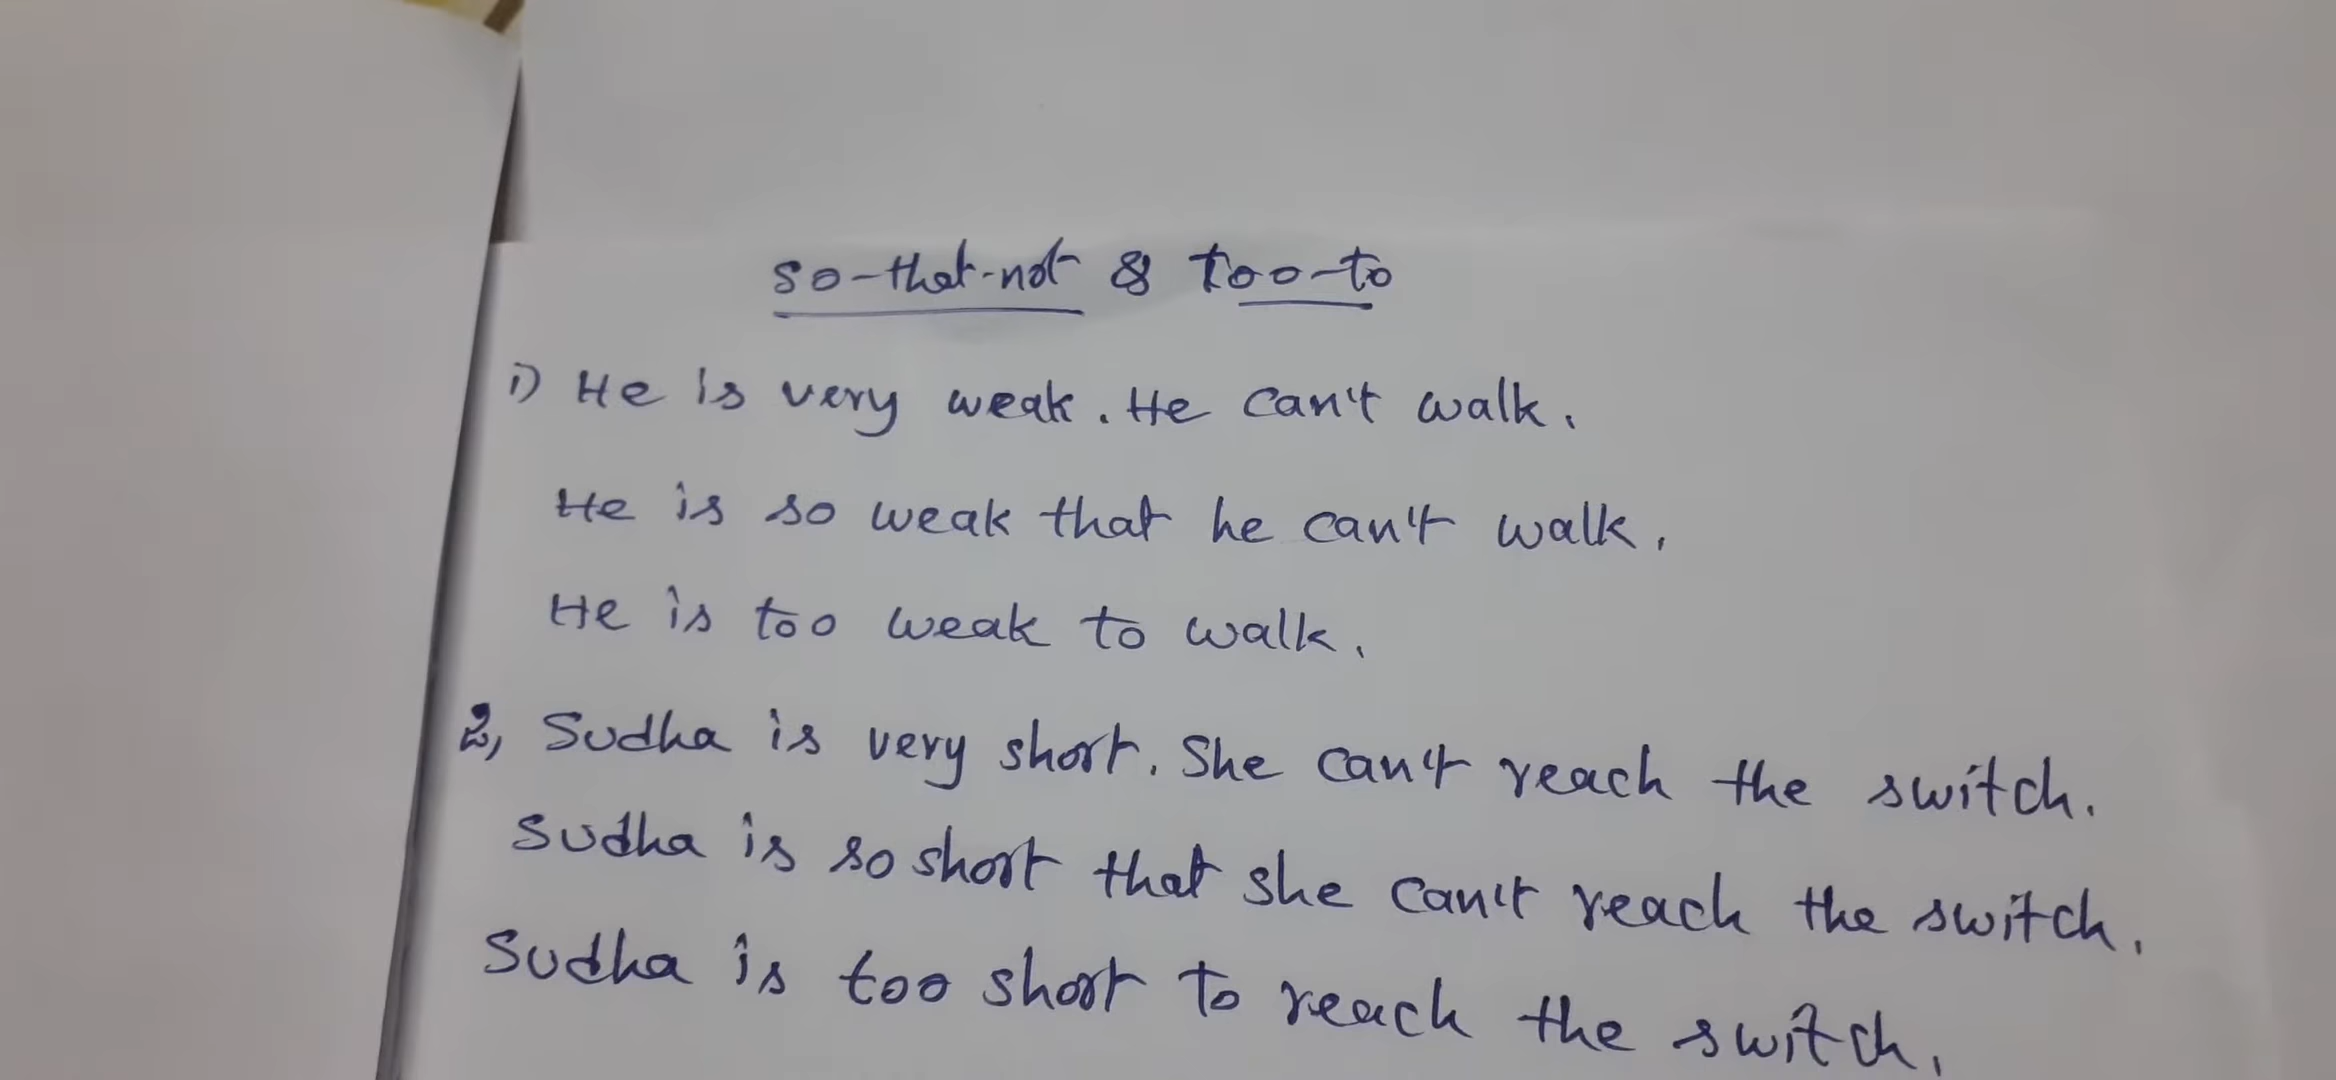 so-that-not & too-to
1) He is very weak. He can't walk.
He is so weak that he can't walk.
He is too weak to walk.
2, Sudha is very short. She can't reach the switch.
Sudha is so short that she can't reach the switch.
Sudha is too short to reach the switch.